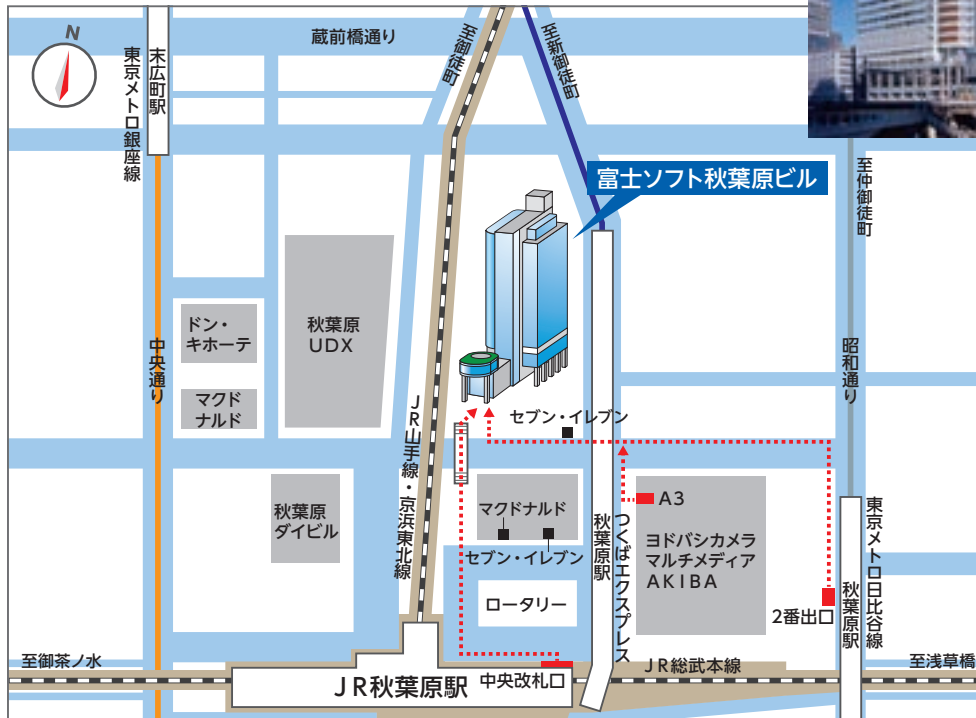 N
蔵前橋通り
至御徒町
至新御徒町
末広町駅
東京メトロ銀座線
至仲御徒町
富士ソフト秋葉原ビル
ドン・
キホーテ
秋葉原
UDX
中央通り
昭和通り
マクド
ナルド
JR山手線・京浜東北線
セブン・イレブン
秋葉原
ダイビル
マクドナルド
セブン・イレブン
A3
ヨドバシカメラ
マルチメディア
AKIBA
つくばエクスプレス
秋葉原駅
東京メトロ日比谷線
秋葉原駅
ロータリー
2番出口
至御茶ノ水
JR総武本線
至浅草橋
JR秋葉原駅
中央改札口